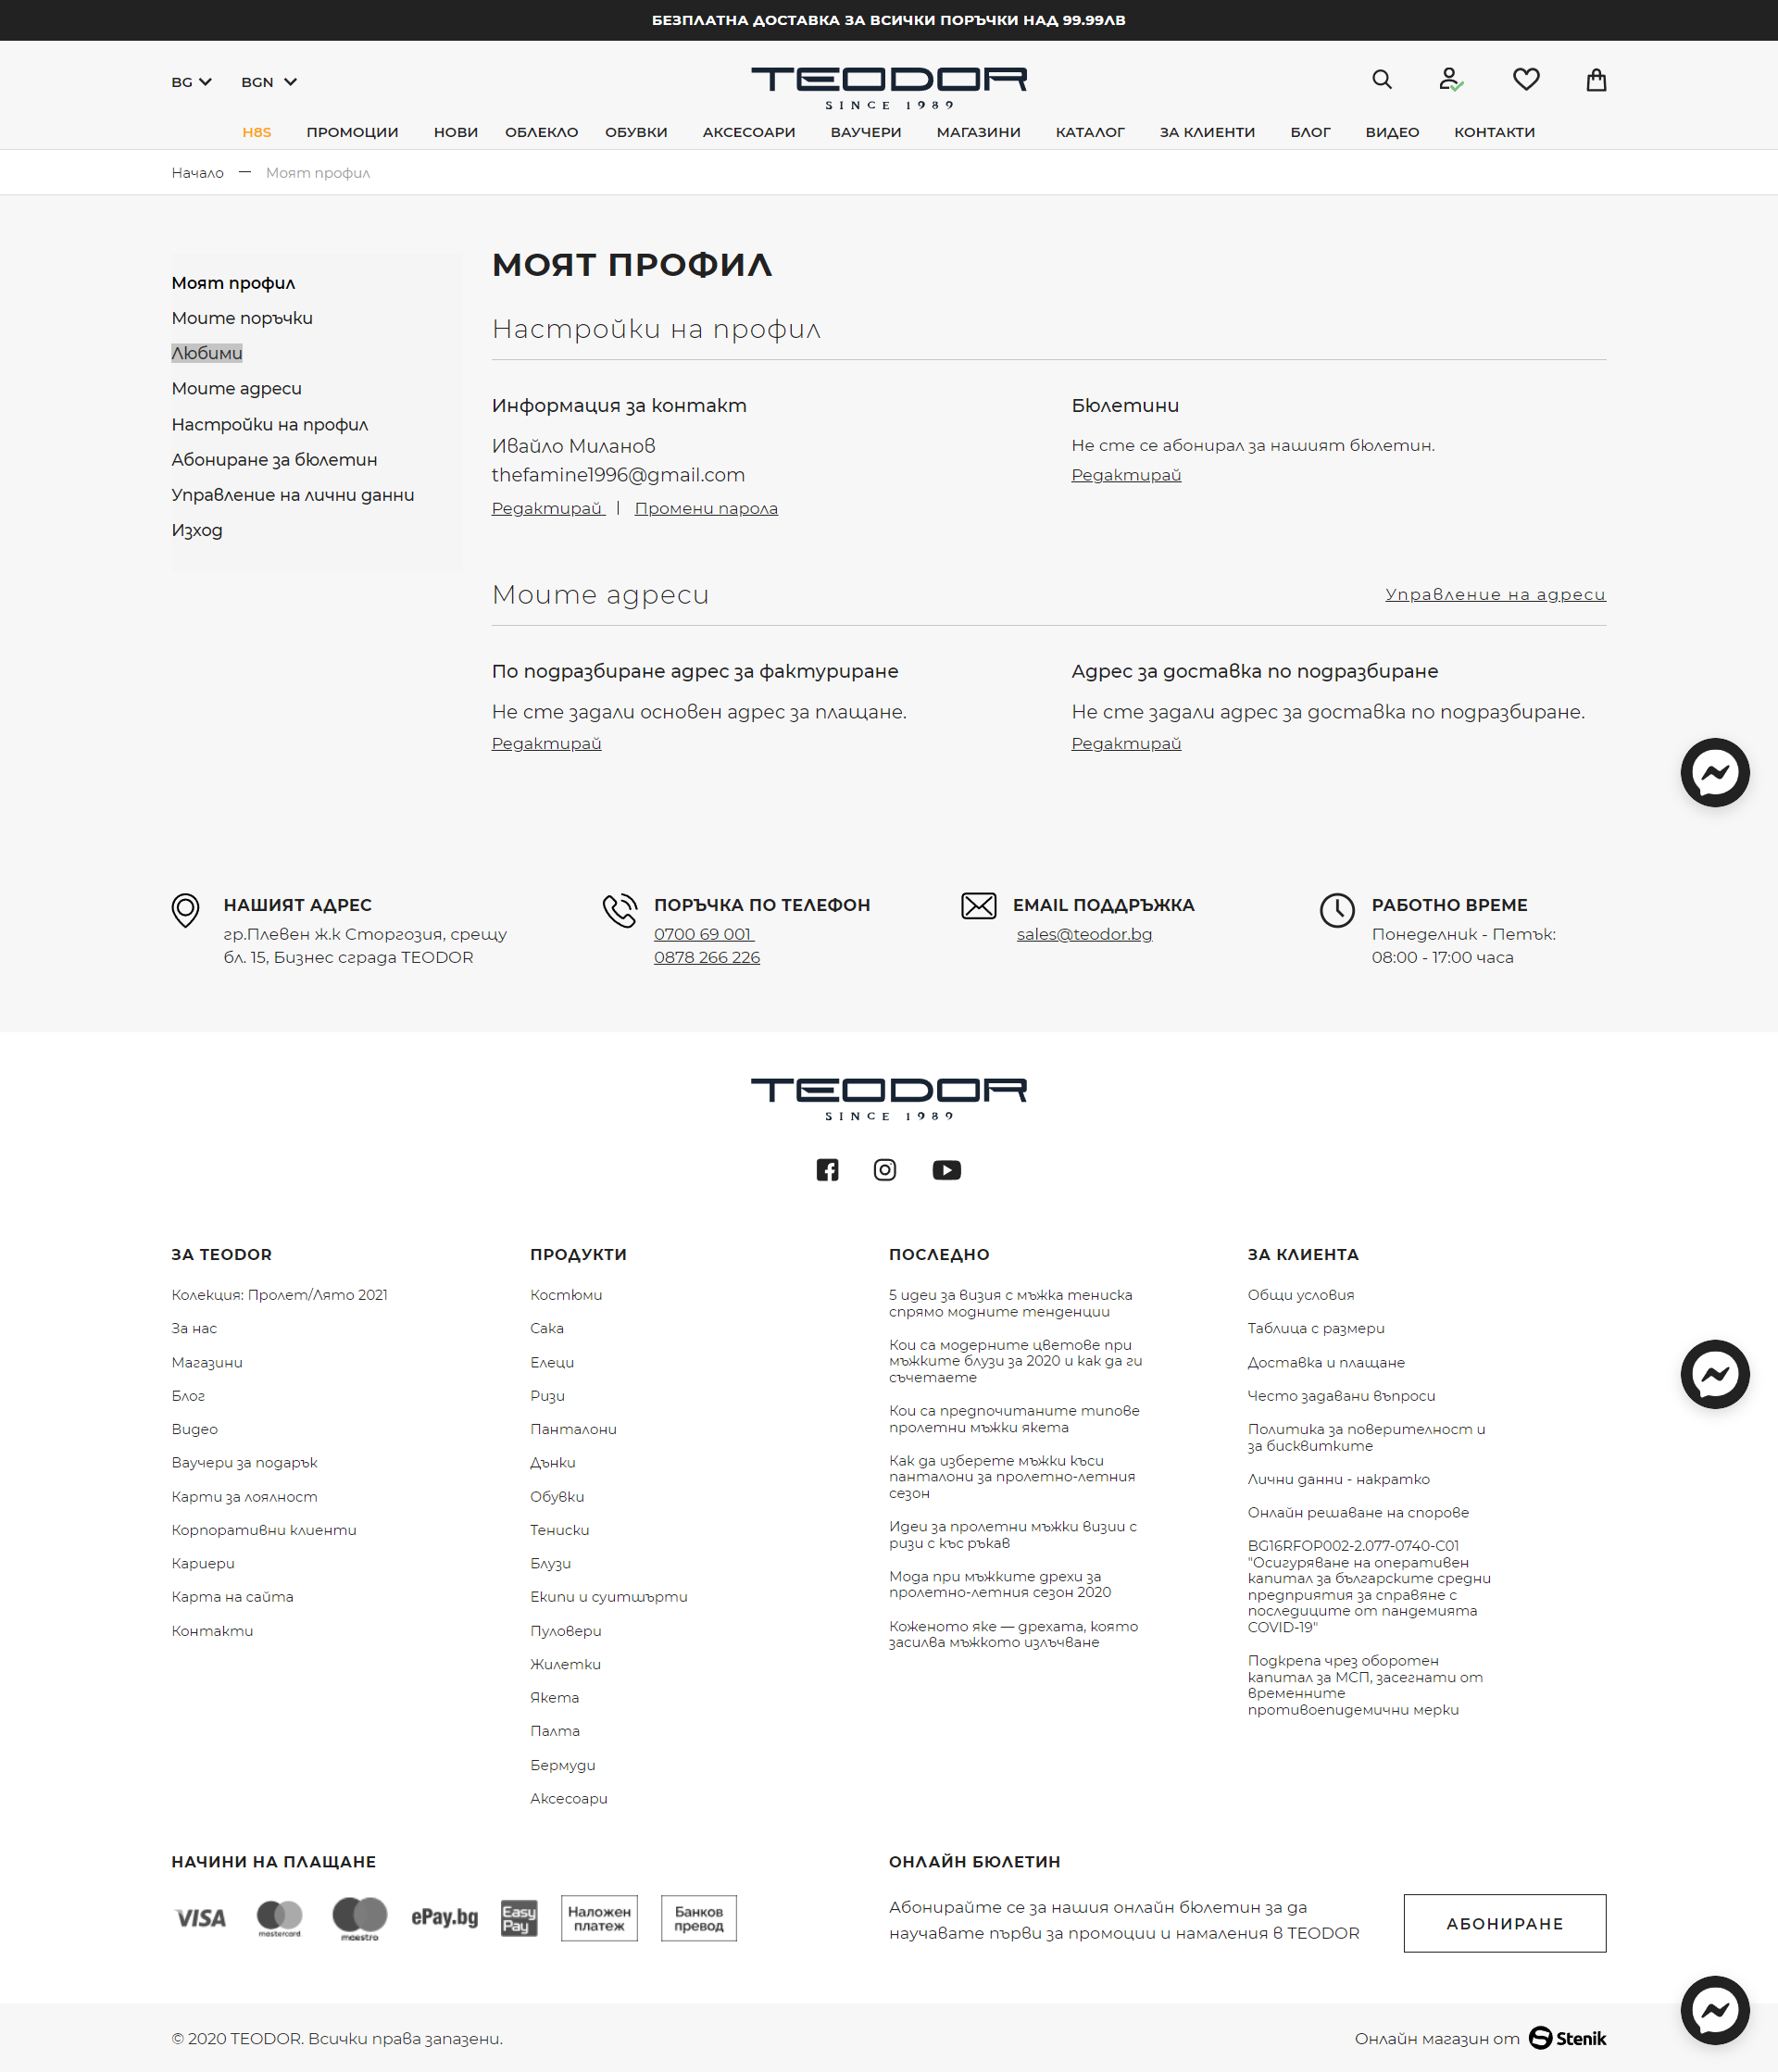 БЕЗПЛАТНА ДОСТАВКА ЗА ВСИЧКИ ПОРЪЧКИ НАД 99.99ЛВ
BG BGN
TEODOR
SINCE 1989
H8S ПРОМОЦИИ НОВИ ОБЛЕКЛО ОБУВКИ АКСЕСОАРИ ВАУЧЕРИ МАГАЗИНИ КАТАЛОГ ЗА КЛИЕНТИ БЛОГ ВИДЕО КОНТАКТИ
Начало — Моят профил
Моят профил
Моите поръчки
Любими
Моите адреси
Настройки на профил
Абониране за бюлетин
Управление на лични данни
Изход
МОЯТ ПРОФИЛ
Настройки на профил
Информация за контакт
Ивайло Миланов
thefamine1996@gmail.com
Редактирай | Промени парола
Бюлетини
Не сте се абонирал за нашият бюлетин.
Редактирай
Моите адреси
Управление на адреси
По подразбиране адрес за фактуриране
Не сте задали основен адрес за плащане.
Редактирай
Адрес за доставка по подразбиране
Не сте задали адрес за доставка по подразбиране.
Редактирай
НАШИЯТ АДРЕС
гр.Плевен ж.к Сторгозия, срещу
бл. 15, Бизнес сграда TEODOR
ПОРЪЧКА ПО ТЕЛЕФОН
0700 69 001
0878 266 226
EMAIL ПОДДРЪЖКА
sales@teodor.bg
РАБОТНО ВРЕМЕ
Понеделник - Петък:
08:00 - 17:00 часа
TEODOR
SINCE 1989
ЗА TEODOR
Колекция: Пролет/Лято 2021
За нас
Магазини
Блог
Видео
Ваучери за подарък
Карти за лоялност
Корпоративни клиенти
Кариери
Карта на сайта
Контакти
ПРОДУКТИ
Костюми
Сака
Елеци
Ризи
Панталони
Дънки
Обувки
Тениски
Блузи
Екипи и суитшърти
Пуловери
Жилетки
Якета
Палта
Бермуди
Аксесоари
ПОСЛЕДНО
5 идеи за визия с мъжка тениска
спрямо модните тенденции
Кои са модерните цветове при
мъжките блузи за 2020 и как да ги
съчетаете
Кои са предпочитаните типове
пролетни мъжки якета
Как да изберете мъжки къси
панталони за пролетно-летния
сезон
Идеи за пролетни мъжки визии с
ризи с къс ръкав
Мода при мъжките дрехи за
пролетно-летния сезон 2020
Коженото яке — дрехата, която
засилва мъжкото излъчване
ЗА КЛИЕНТА
Общи условия
Таблица с размери
Доставка и плащане
Често задавани въпроси
Политика за поверителност и
за бисквитките
Лични данни - накратко
Онлайн решаване на спорове
BG16RFOP002-2.077-0740-C01
"Осигуряване на оперативен
капитал за българските средни
предприятия за справяне с
последиците от пандемията
COVID-19"
Подкрепа чрез оборотен
капитал за МСП, засегнати от
временните
противоепидемични мерки
НАЧИНИ НА ПЛАЩАНЕ
VISA
mastercard
maestro
ePay.bg
Easy
Pay
Наложен
платеж
Банков
превод
ОНЛАЙН БЮЛЕТИН
Абонирайте се за нашия онлайн бюлетин за да
научавате първи за промоции и намаления в TEODOR
АБОНИРАНЕ
© 2020 TEODOR. Всички права запазени.
Онлайн магазин от Stenik